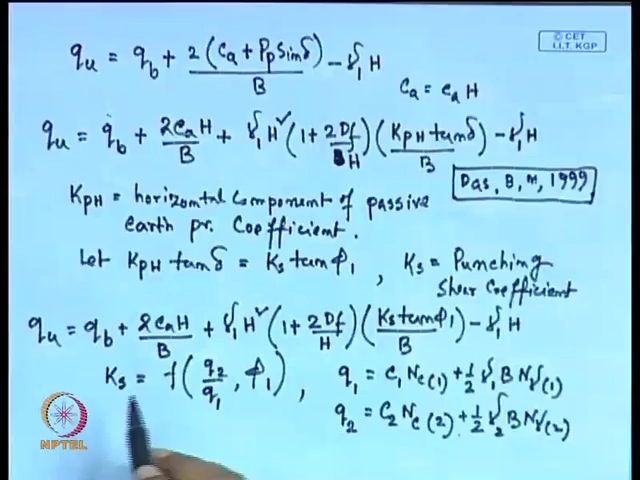 qu = qb + 2(Ca + Pp sinδ)/B − γ1 H
© CET
I.I.T. KGP
Ca = ca H
qu = qb + 2caH/B + γ1 H² (1 + 2Df/H) (KpH tanδ/B) − γ1 H
Das, B, M, 1999
KpH = horizontal component of passive
earth pr. Coefficient.
Let KpH tanδ = Ks tanφ1 , Ks = Punching
Shear Coefficient
qu = qb + 2caH/B + γ1 H² (1 + 2Df/H) (Ks tanφ1/B) − γ1 H
Ks = f(q2/q1, φ1) , q1 = C1 Nc(1) + 1/2 γ1 B Nγ(1)
q2 = C2 Nc(2) + 1/2 γ2 B Nγ(2)
NPTEL